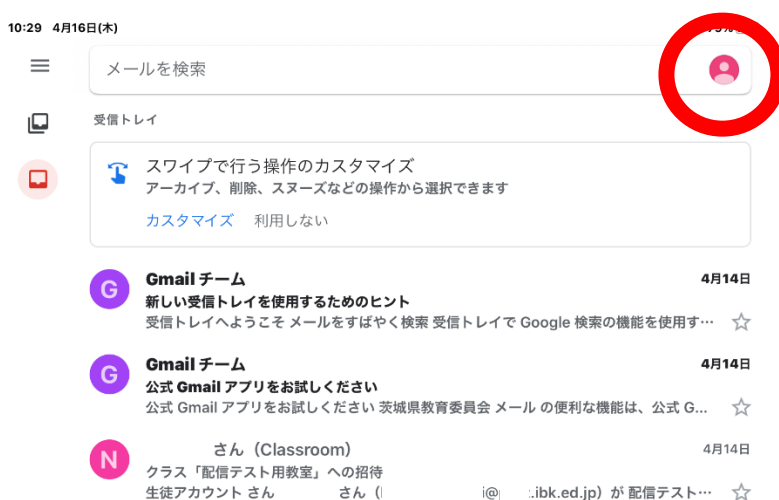 10:29 4月16日(木)
メールを検索
受信トレイ
スワイプで行う操作のカスタマイズ
アーカイブ、削除、スヌーズなどの操作から選択できます
カスタマイズ 利用しない
G
Gmail チーム 4月14日
新しい受信トレイを使用するためのヒント
受信トレイへようこそ メールをすばやく検索 受信トレイで Google 検索の機能を使用す…
G
Gmail チーム 4月14日
公式 Gmail アプリをお試しください
公式 Gmail アプリをお試しください 茨城県教育委員会 メール の便利な機能は、公式 G...
N
さん（Classroom） 4月14日
クラス「配信テスト用教室」への招待
生徒アカウント さん さん（ i@ .ibk.ed.jp）が 配信テスト…